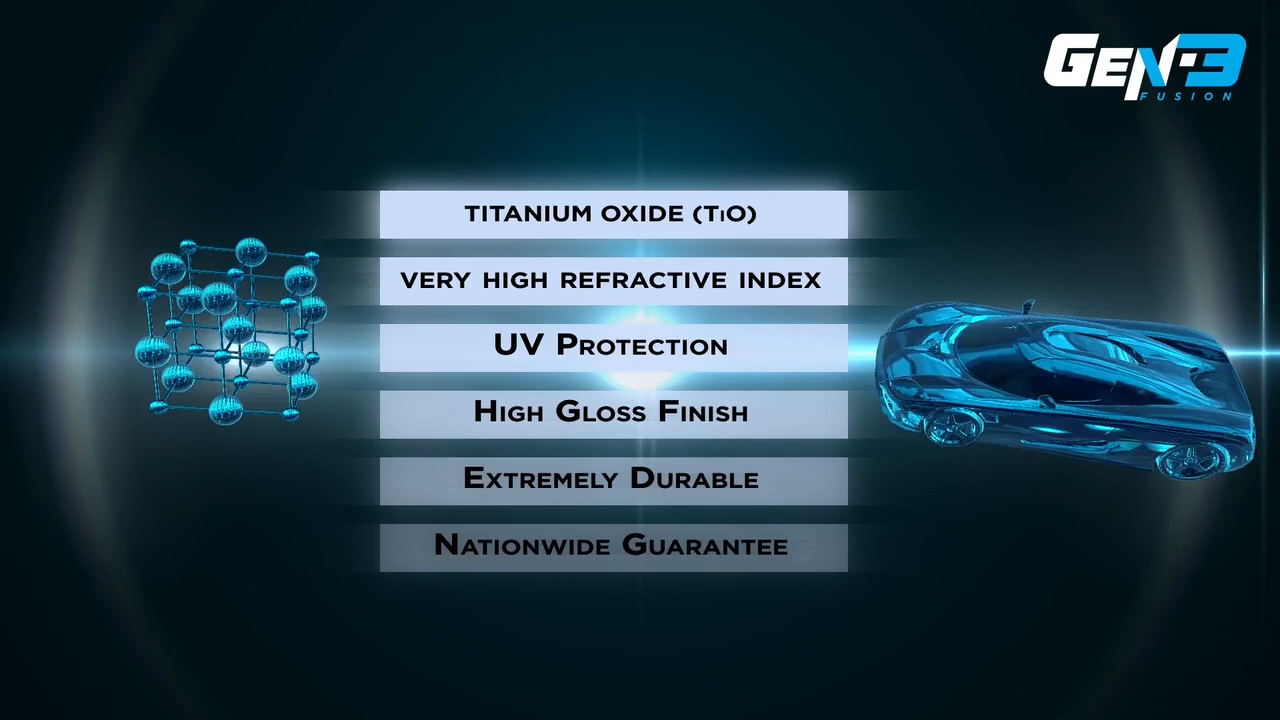 GEN-3
FUSION
TITANIUM OXIDE (TiO)
VERY HIGH REFRACTIVE INDEX
UV PROTECTION
HIGH GLOSS FINISH
EXTREMELY DURABLE
NATIONWIDE GUARANTEE